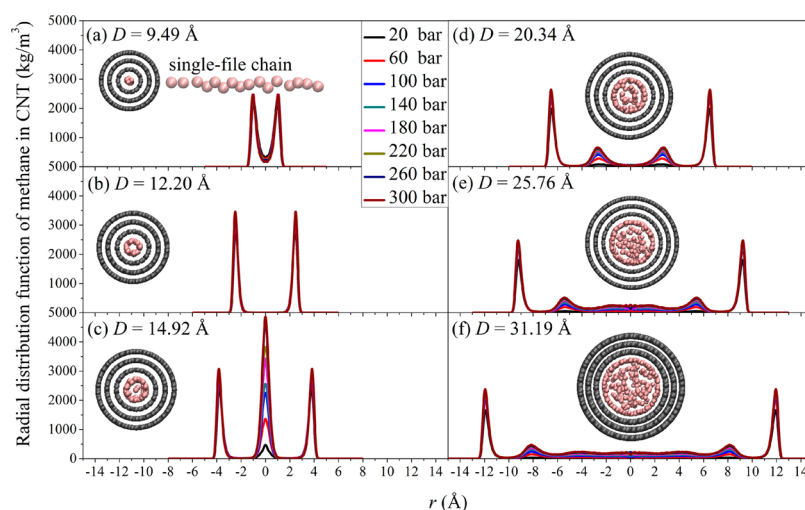 Radial distribution function of methane in CNT (kg/m³)
(a) D = 9.49 Å
single-file chain
5000
4000
3000
2000
1000
5000
(b) D = 12.20 Å
4000
3000
2000
1000
5000
(c) D = 14.92 Å
4000
3000
2000
1000
0
-14 -12 -10 -8 -6 -4 -2 0 2 4 6 8 10 12 14
20 bar
60 bar
100 bar
140 bar
180 bar
220 bar
260 bar
300 bar
(d) D = 20.34 Å
(e) D = 25.76 Å
(f) D = 31.19 Å
-14 -12 -10 -8 -6 -4 -2 0 2 4 6 8 10 12 14
r (Å)